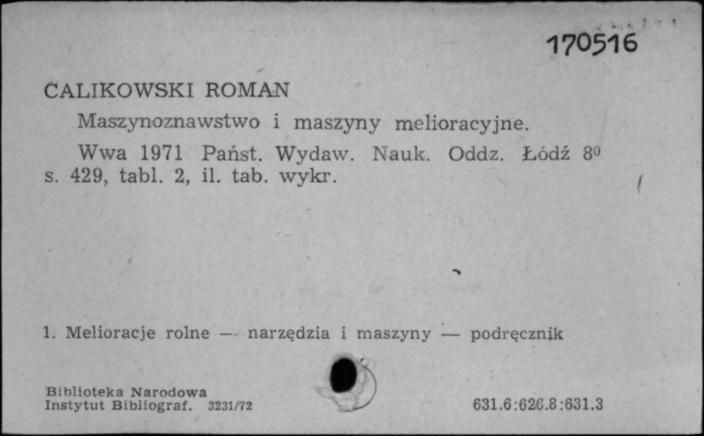 170516
CALIKOWSKI ROMAN
Maszynoznawstwo i maszyny melioracyjne.
Wwa 1971 Państ. Wydaw. Nauk. Oddz. Łódź 8⁰
s. 429, tabl. 2, il. tab. wykr.
1. Melioracje rolne — narzędzia i maszyny — podręcznik
Biblioteka Narodowa
Instytut Bibliograf. 3231/72
631.6:626.8:631.3